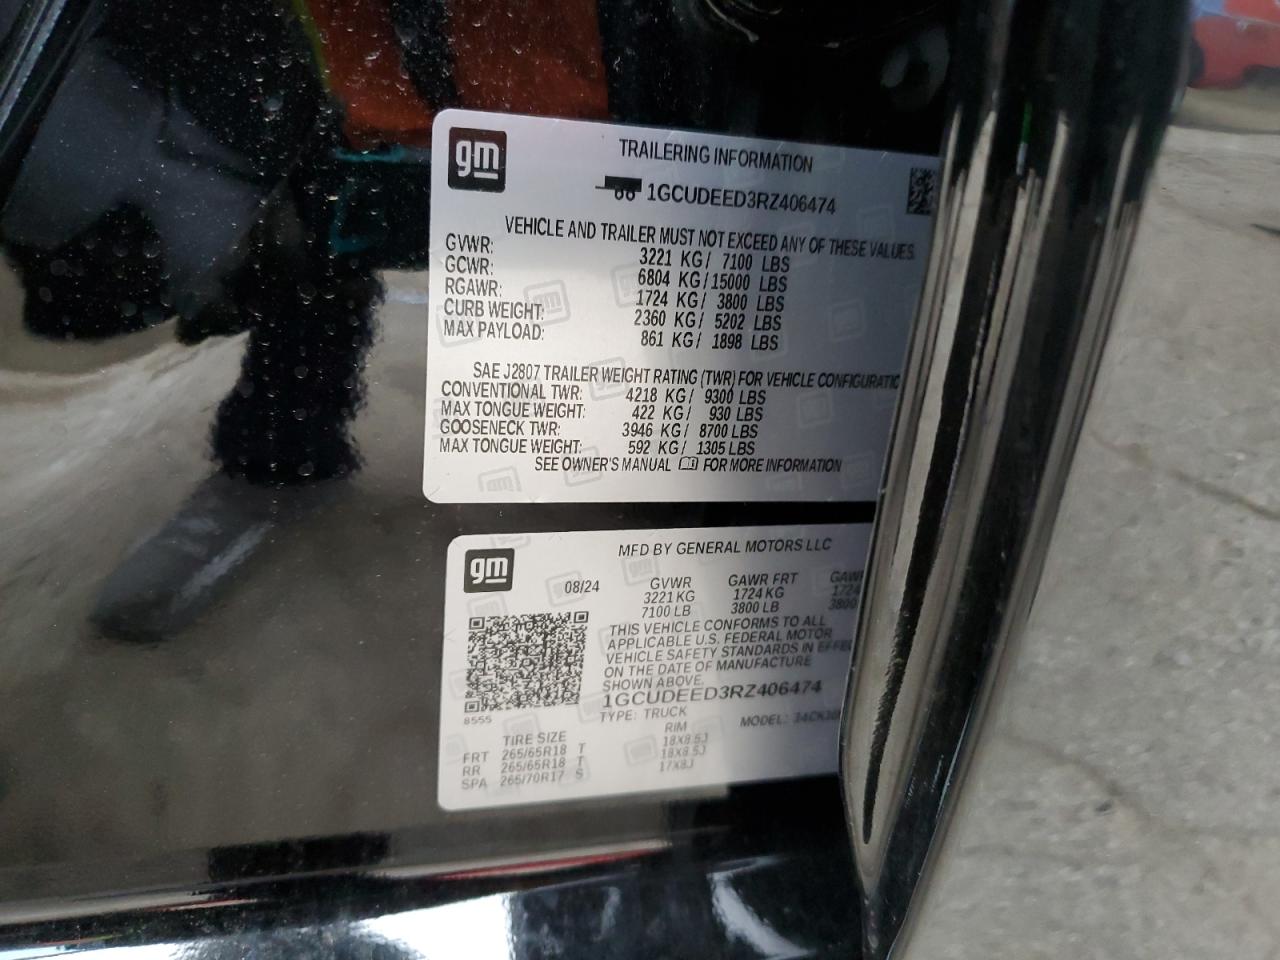 gm
TRAILERING INFORMATION
1GCUDEED3RZ406474
VEHICLE AND TRAILER MUST NOT EXCEED ANY OF THESE VALUES.
GVWR: 3221 KG/ 7100 LBS
GCWR: 6804 KG/15000 LBS
RGAWR: 1724 KG/ 3800 LBS
CURB WEIGHT: 2360 KG/ 5202 LBS
MAX PAYLOAD: 861 KG/ 1898 LBS
SAE J2807 TRAILER WEIGHT RATING (TWR) FOR VEHICLE CONFIGURATIO
CONVENTIONAL TWR: 4218 KG/ 9300 LBS
MAX TONGUE WEIGHT: 422 KG/ 930 LBS
GOOSENECK TWR: 3946 KG/ 8700 LBS
MAX TONGUE WEIGHT: 592 KG/ 1305 LBS
SEE OWNER'S MANUAL FOR MORE INFORMATION
gm
MFD BY GENERAL MOTORS LLC
08/24 GVWR GAWR FRT GAW
3221 KG 1724 KG 1724
7100 LB 3800 LB 3800
THIS VEHICLE CONFORMS TO ALL
APPLICABLE U.S. FEDERAL MOTOR
VEHICLE SAFETY STANDARDS IN EFFEC
ON THE DATE OF MANUFACTURE
SHOWN ABOVE.
1GCUDEED3RZ406474
8555
TYPE: TRUCK MODEL:
TIRE SIZE RIM
FRT 265/65R18 T 18X8.5J
RR 265/65R18 T 18X8.5J
SPA 265/70R17 S 17X8J